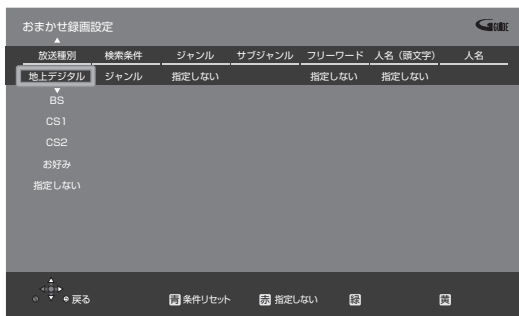 おまかせ録画設定
GGUIDE
放送種別 検索条件 ジャンル サブジャンル フリーワード 人名（頭文字） 人名
地上デジタル ジャンル 指定しない 指定しない 指定しない
BS
CS1
CS2
お好み
指定しない
戻る 青 条件リセット 赤 指定しない 緑 黄